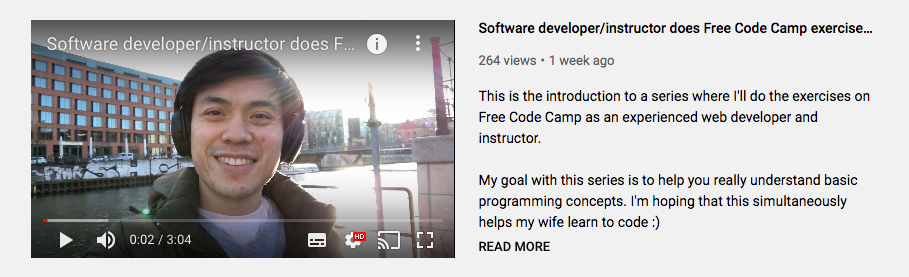 Software developer/instructor does F...
0:02 / 3:04
HD
Software developer/instructor does Free Code Camp exercise...
264 views • 1 week ago
This is the introduction to a series where I'll do the exercises on
Free Code Camp as an experienced web developer and
instructor.
My goal with this series is to help you really understand basic
programming concepts. I'm hoping that this simultaneously
helps my wife learn to code :)
READ MORE